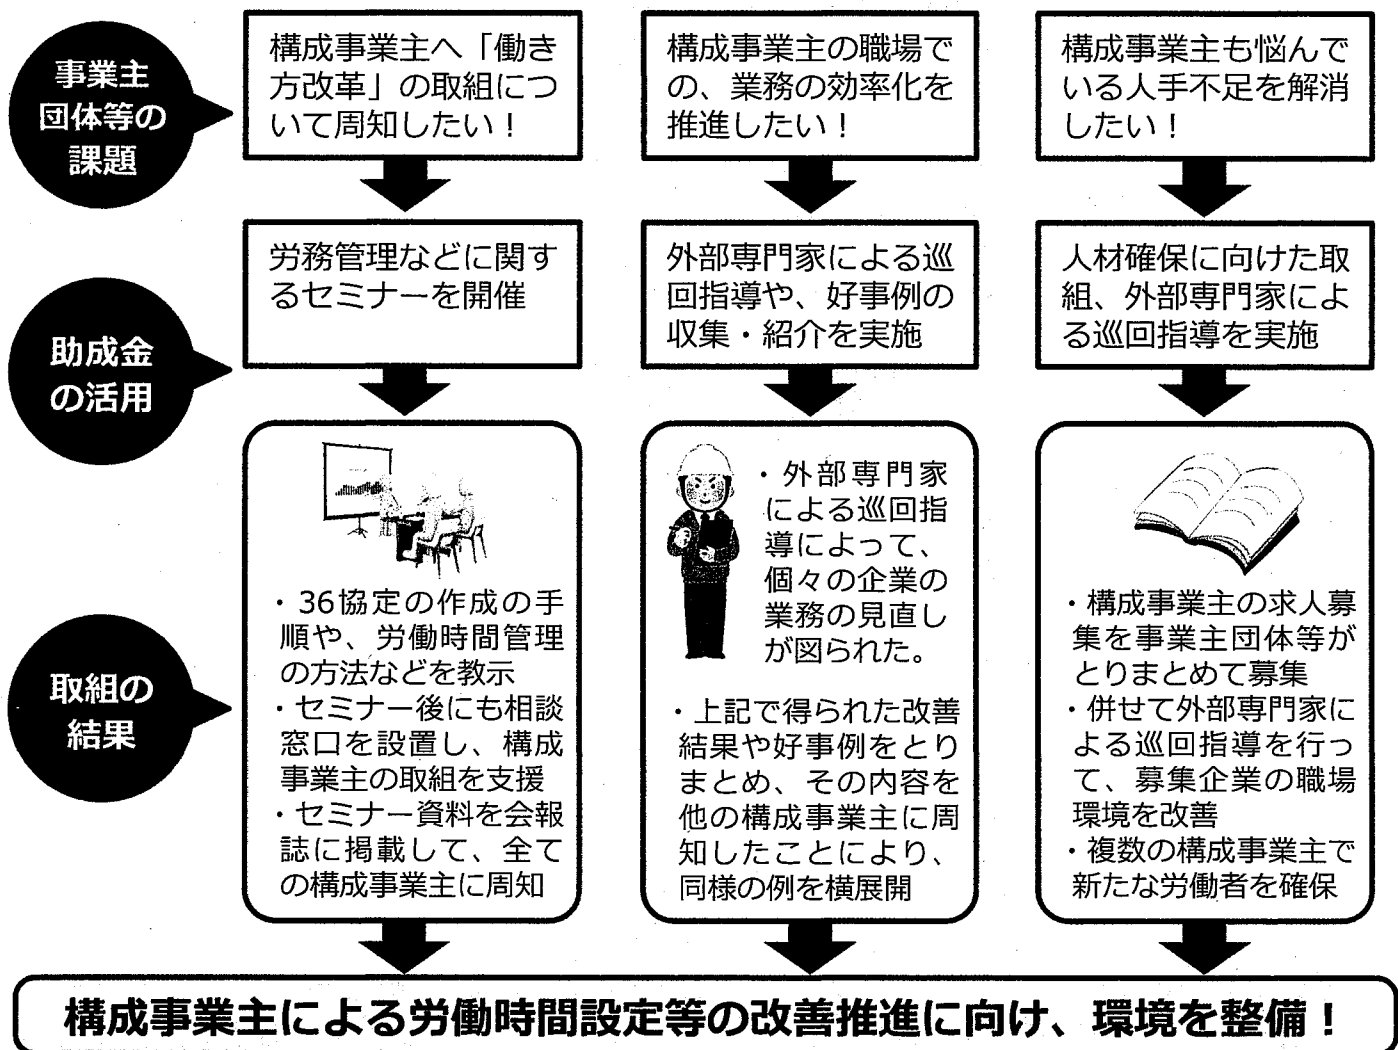 事業主
団体等の
課題
構成事業主へ「働き
方改革」の取組につ
いて周知したい！
構成事業主の職場で
の、業務の効率化を
推進したい！
構成事業主も悩んで
いる人手不足を解消
したい！
助成金
の活用
労務管理などに関す
るセミナーを開催
外部専門家による巡
回指導や、好事例の
収集・紹介を実施
人材確保に向けた取
組、外部専門家によ
る巡回指導を実施
取組の
結果
・36協定の作成の手
順や、労働時間管理
の方法などを教示
・セミナー後にも相談
窓口を設置し、構成
事業主の取組を支援
・セミナー資料を会報
誌に掲載して、全て
の構成事業主に周知
・外部専門家
による巡回指
導によって、
個々の企業の
業務の見直し
が図られた。
・上記で得られた改善
結果や好事例をとり
まとめ、その内容を
他の構成事業主に周
知したことにより、
同様の例を横展開
・構成事業主の求人募
集を事業主団体等が
とりまとめて募集
・併せて外部専門家に
よる巡回指導を行っ
て、募集企業の職場
環境を改善
・複数の構成事業主で
新たな労働者を確保
構成事業主による労働時間設定等の改善推進に向け、環境を整備！